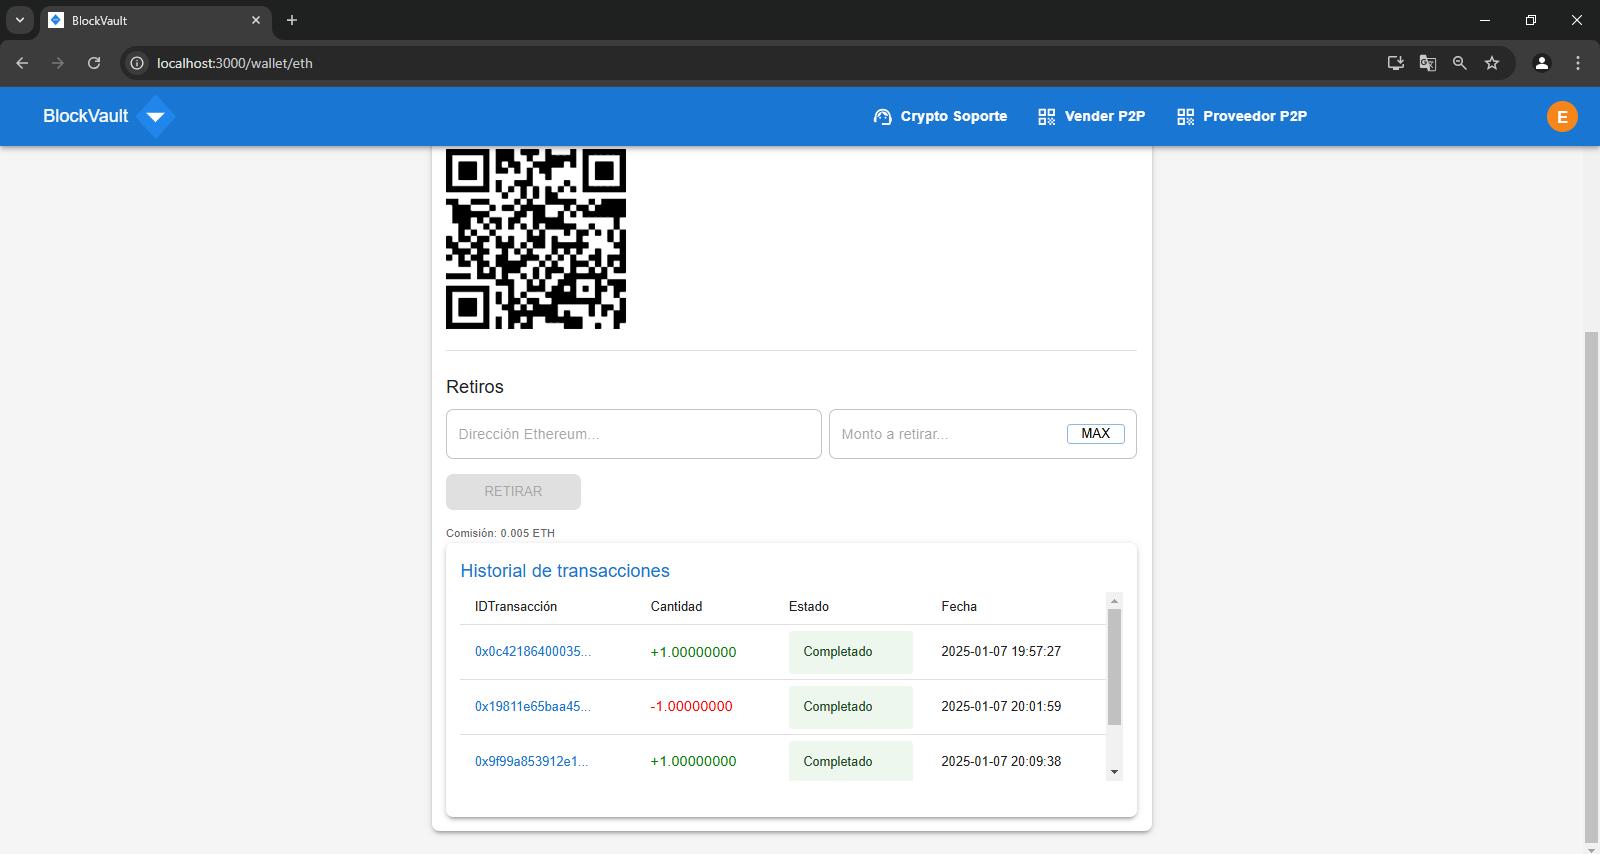 BlockVault
localhost:3000/wallet/eth
BlockVault
Crypto Soporte
Vender P2P
Proveedor P2P
E
Retiros
Dirección Ethereum...
Monto a retirar...
MAX
RETIRAR
Comisión: 0.005 ETH
Historial de transacciones
IDTransacción Cantidad Estado Fecha
0x0c42186400035... +1.00000000 Completado 2025-01-07 19:57:27
0x19811e65baa45... -1.00000000 Completado 2025-01-07 20:01:59
0x9f99a853912e1... +1.00000000 Completado 2025-01-07 20:09:38